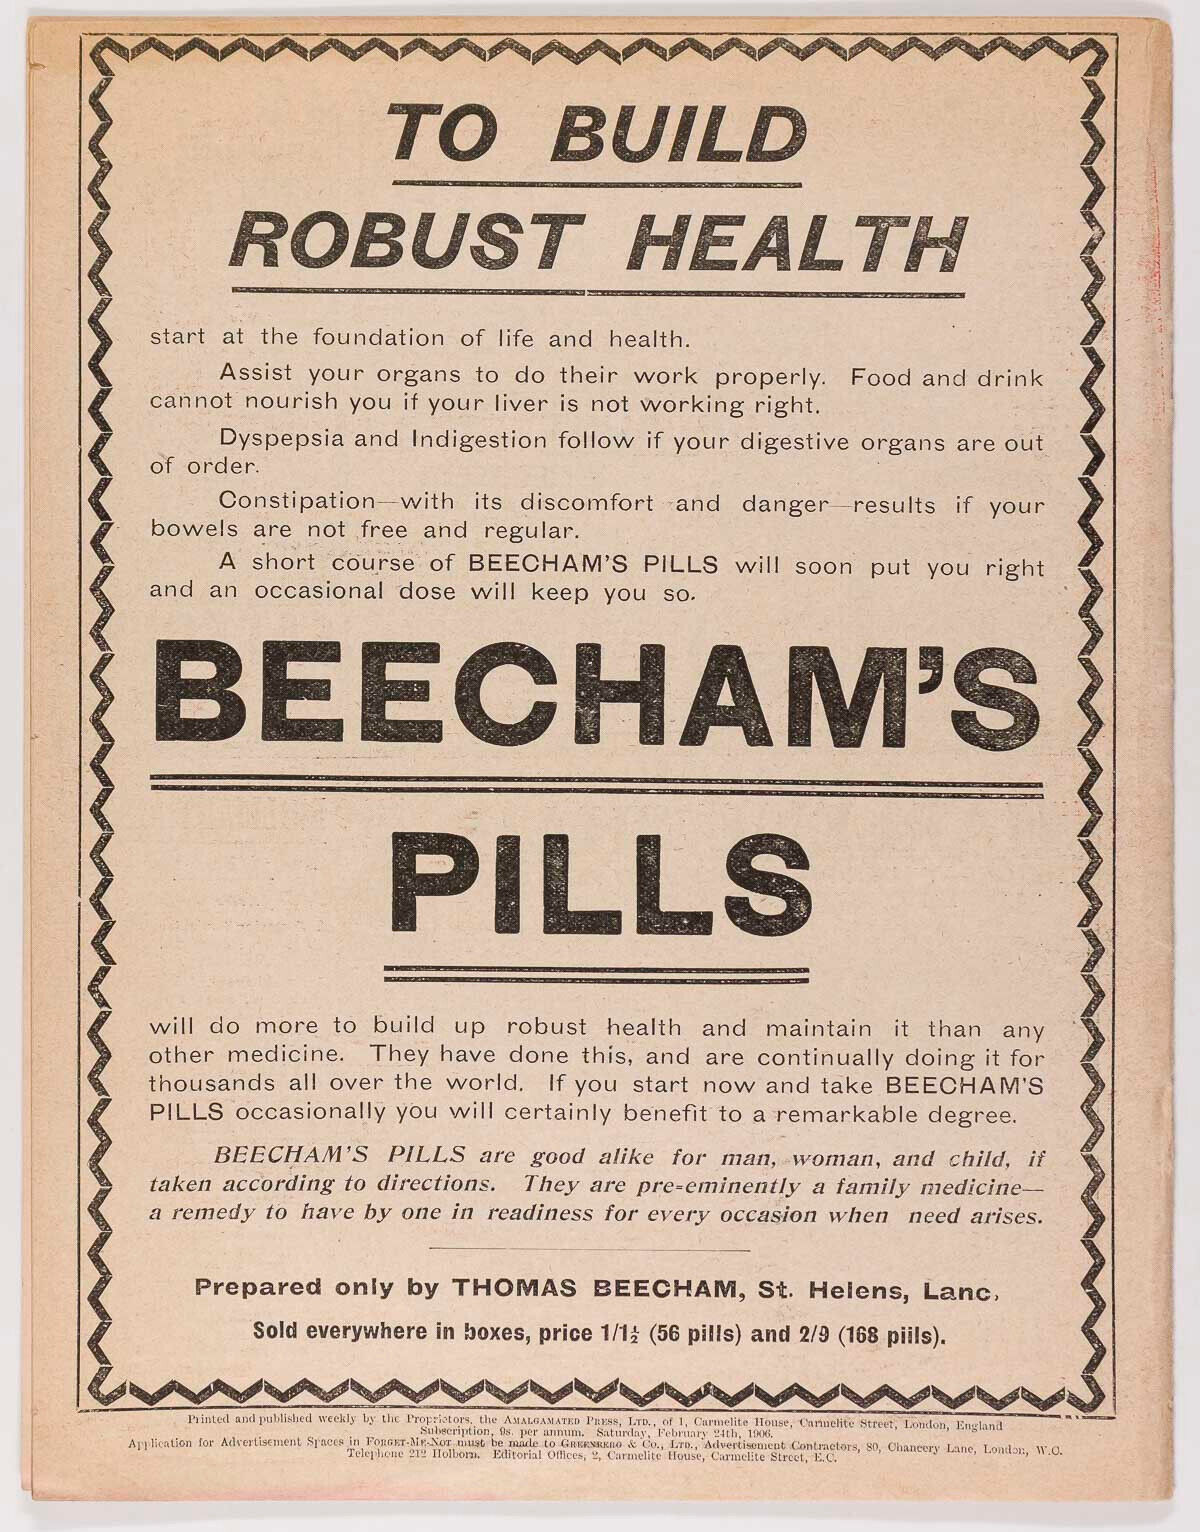 TO BUILD
ROBUST HEALTH
start at the foundation of life and health.
Assist your organs to do their work properly. Food and drink
cannot nourish you if your liver is not working right.
Dyspepsia and Indigestion follow if your digestive organs are out
of order.
Constipation—with its discomfort and danger—results if your
bowels are not free and regular.
A short course of BEECHAM'S PILLS will soon put you right
and an occasional dose will keep you so.
BEECHAM'S
PILLS
will do more to build up robust health and maintain it than any
other medicine. They have done this, and are continually doing it for
thousands all over the world. If you start now and take BEECHAM'S
PILLS occasionally you will certainly benefit to a remarkable degree.
BEECHAM'S PILLS are good alike for man, woman, and child, if
taken according to directions. They are pre=eminently a family medicine—
a remedy to have by one in readiness for every occasion when need arises.
Prepared only by THOMAS BEECHAM, St. Helens, Lanc.
Sold everywhere in boxes, price 1/1½ (56 pills) and 2/9 (168 pills).
Printed and published weekly by the Proprietors, the AMALGAMATED PRESS, LTD., of 1, Carmelite House, Carmelite Street, London, England
Subscription, 9s. per annum. Saturday, February 24th, 1906.
Application for Advertisement Spaces in FORGET-ME-NOT must be made to GREENBERG & CO., LTD., Advertisement Contractors, 80, Chancery Lane, London, W.C.
Telephone 212 Holborn. Editorial Offices, 2, Carmelite House, Carmelite Street, E.C.